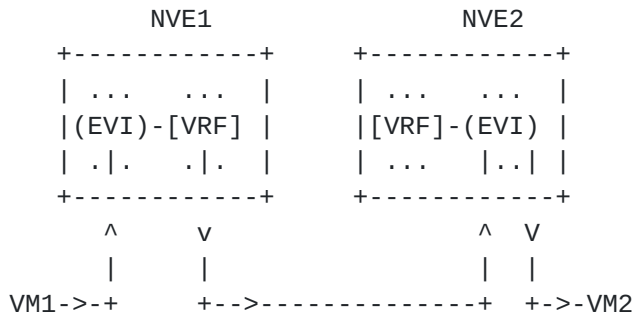 NVE1                 NVE2
   +------------+      +------------+
   | ...   ...  |      | ...   ...  |
   |(EVI)-[VRF] |      |[VRF]-(EVI) |
   | .|.   .|.  |      | ...   |..| |
   +------------+      +------------+
      ^     v                  ^  V
      |     |                  |  |
VM1->-+     +-->---------------+  +->-VM2